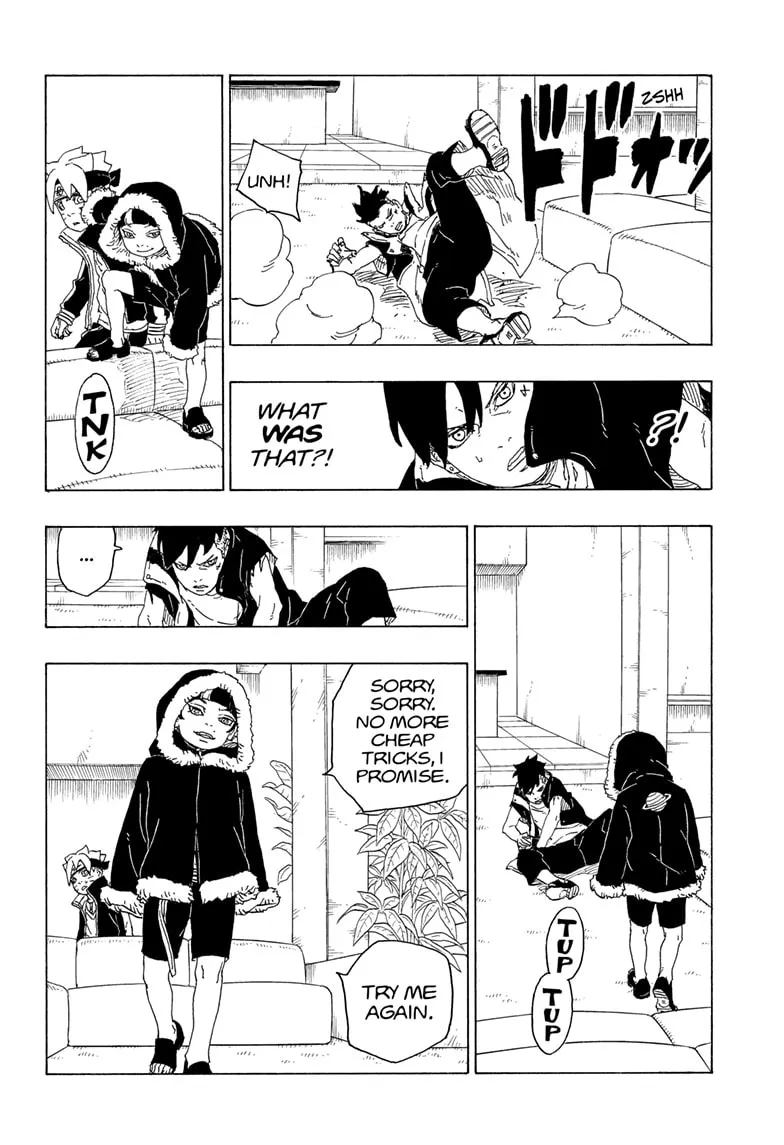 ZSHH
ドドォッ
UNH!
TNK
?!
WHAT
WAS
THAT?!
...
TUP
TUP
SORRY,
SORRY.
NO MORE
CHEAP
TRICKS, I
PROMISE.
TRY ME
AGAIN.